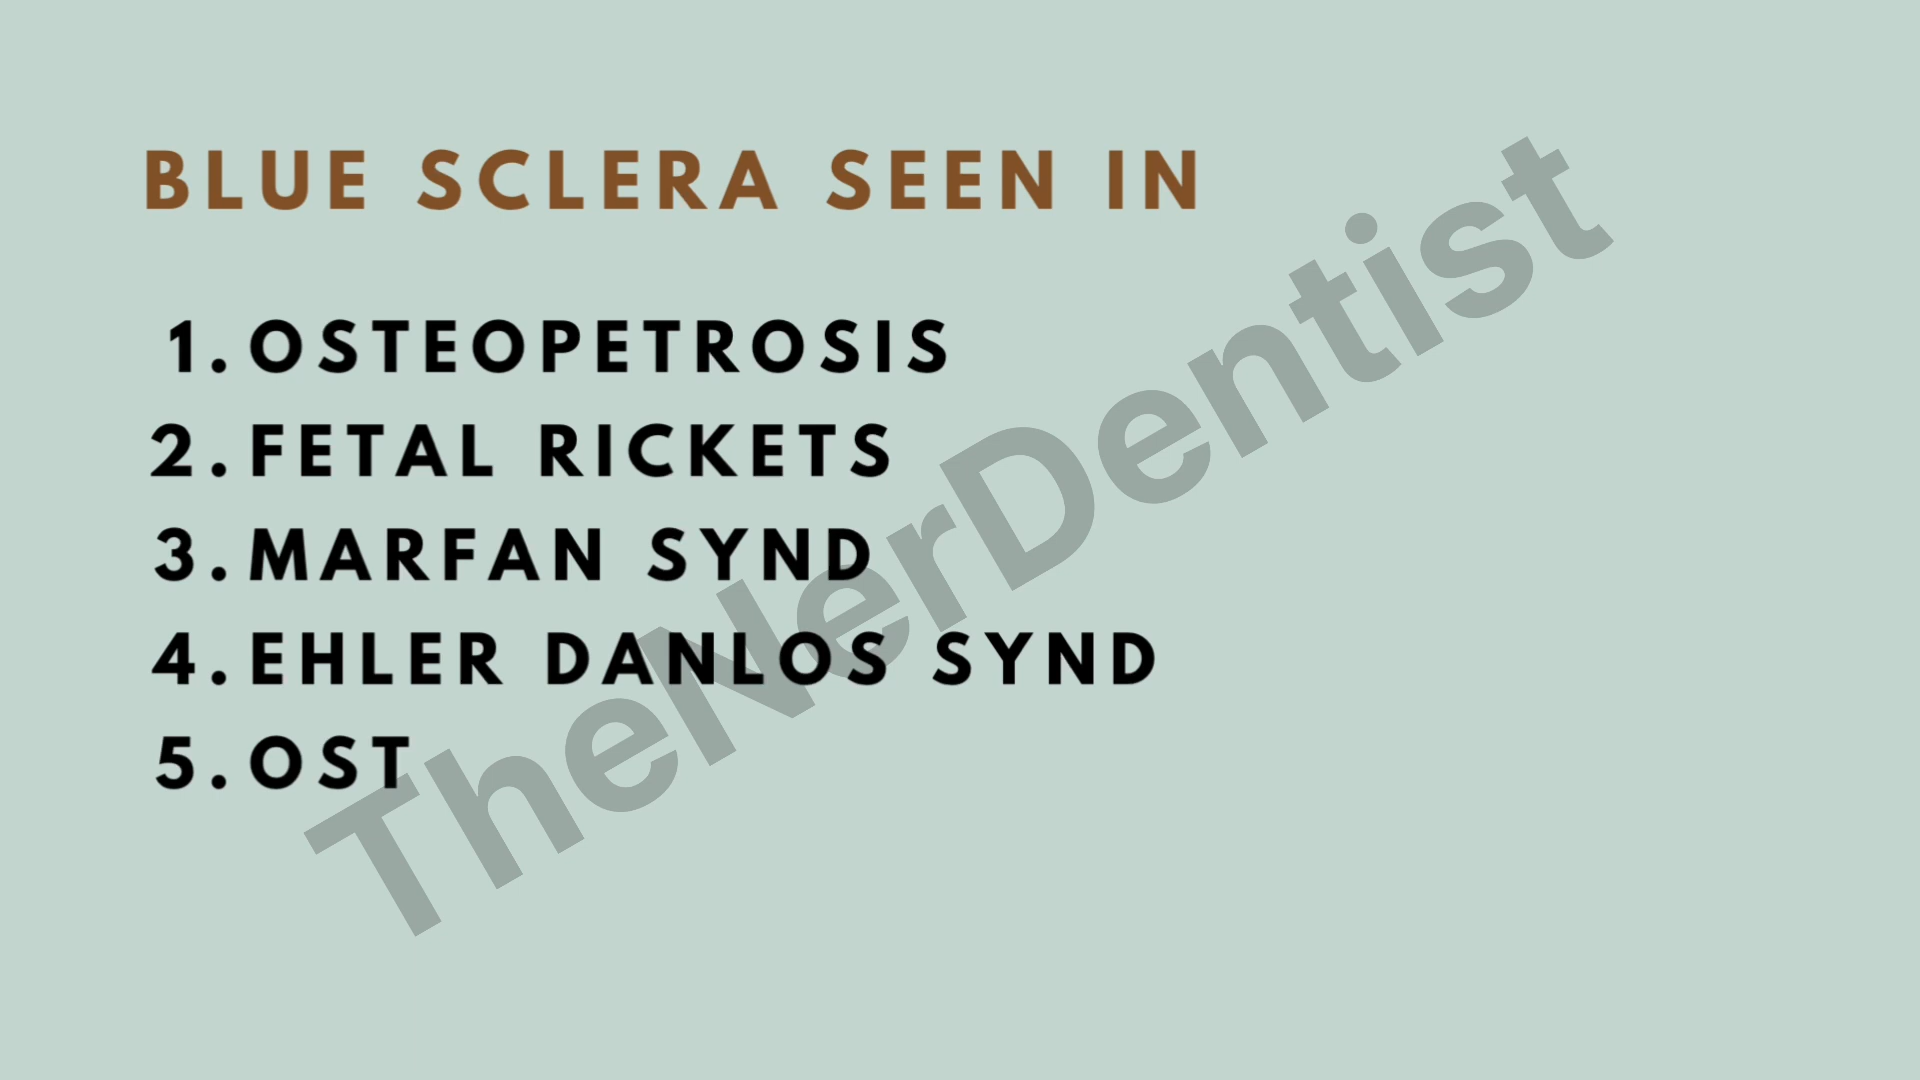 BLUE SCLERA SEEN IN
1. OSTEOPETROSIS
2. FETAL RICKETS
3. MARFAN SYND
4. EHLER DANLOS SYND
5. OST
TheNerDentist